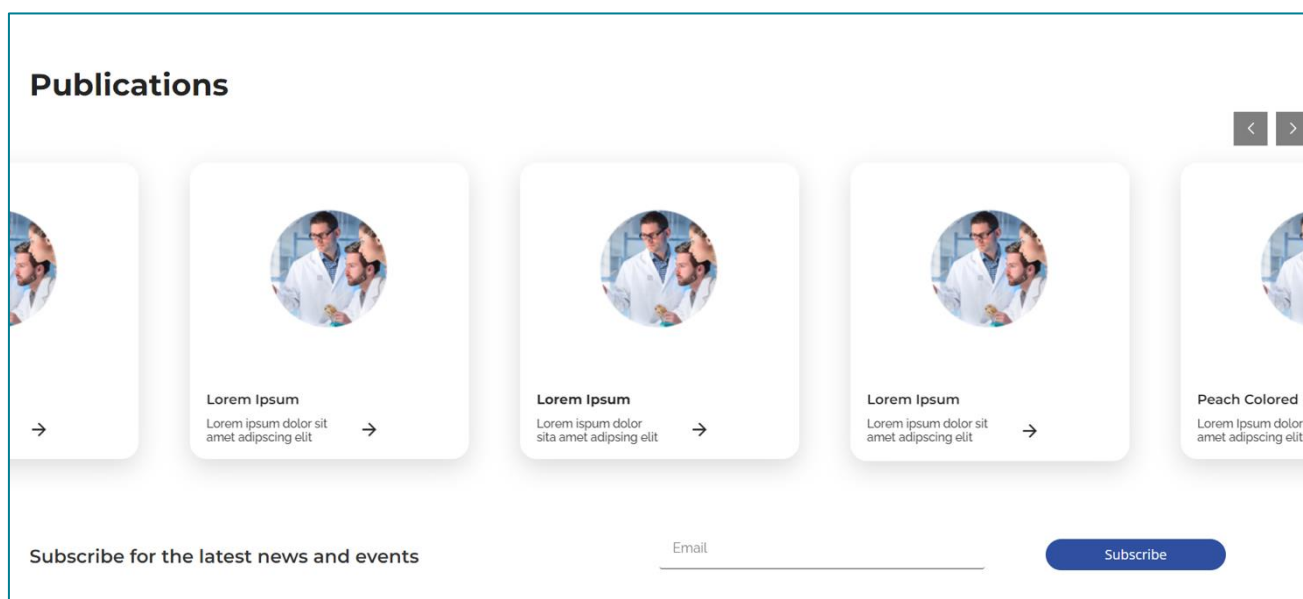 Publications
Lorem Ipsum
Lorem ipsum dolor sit
amet adipscing elit
Lorem Ipsum
Lorem ispum dolor
sita amet adipsing elit
Lorem Ipsum
Lorem ipsum dolor sit
amet adipscing elit
Peach Colored
Lorem Ipsum dolor
amet adipscing elit
Subscribe for the latest news and events
Email
Subscribe